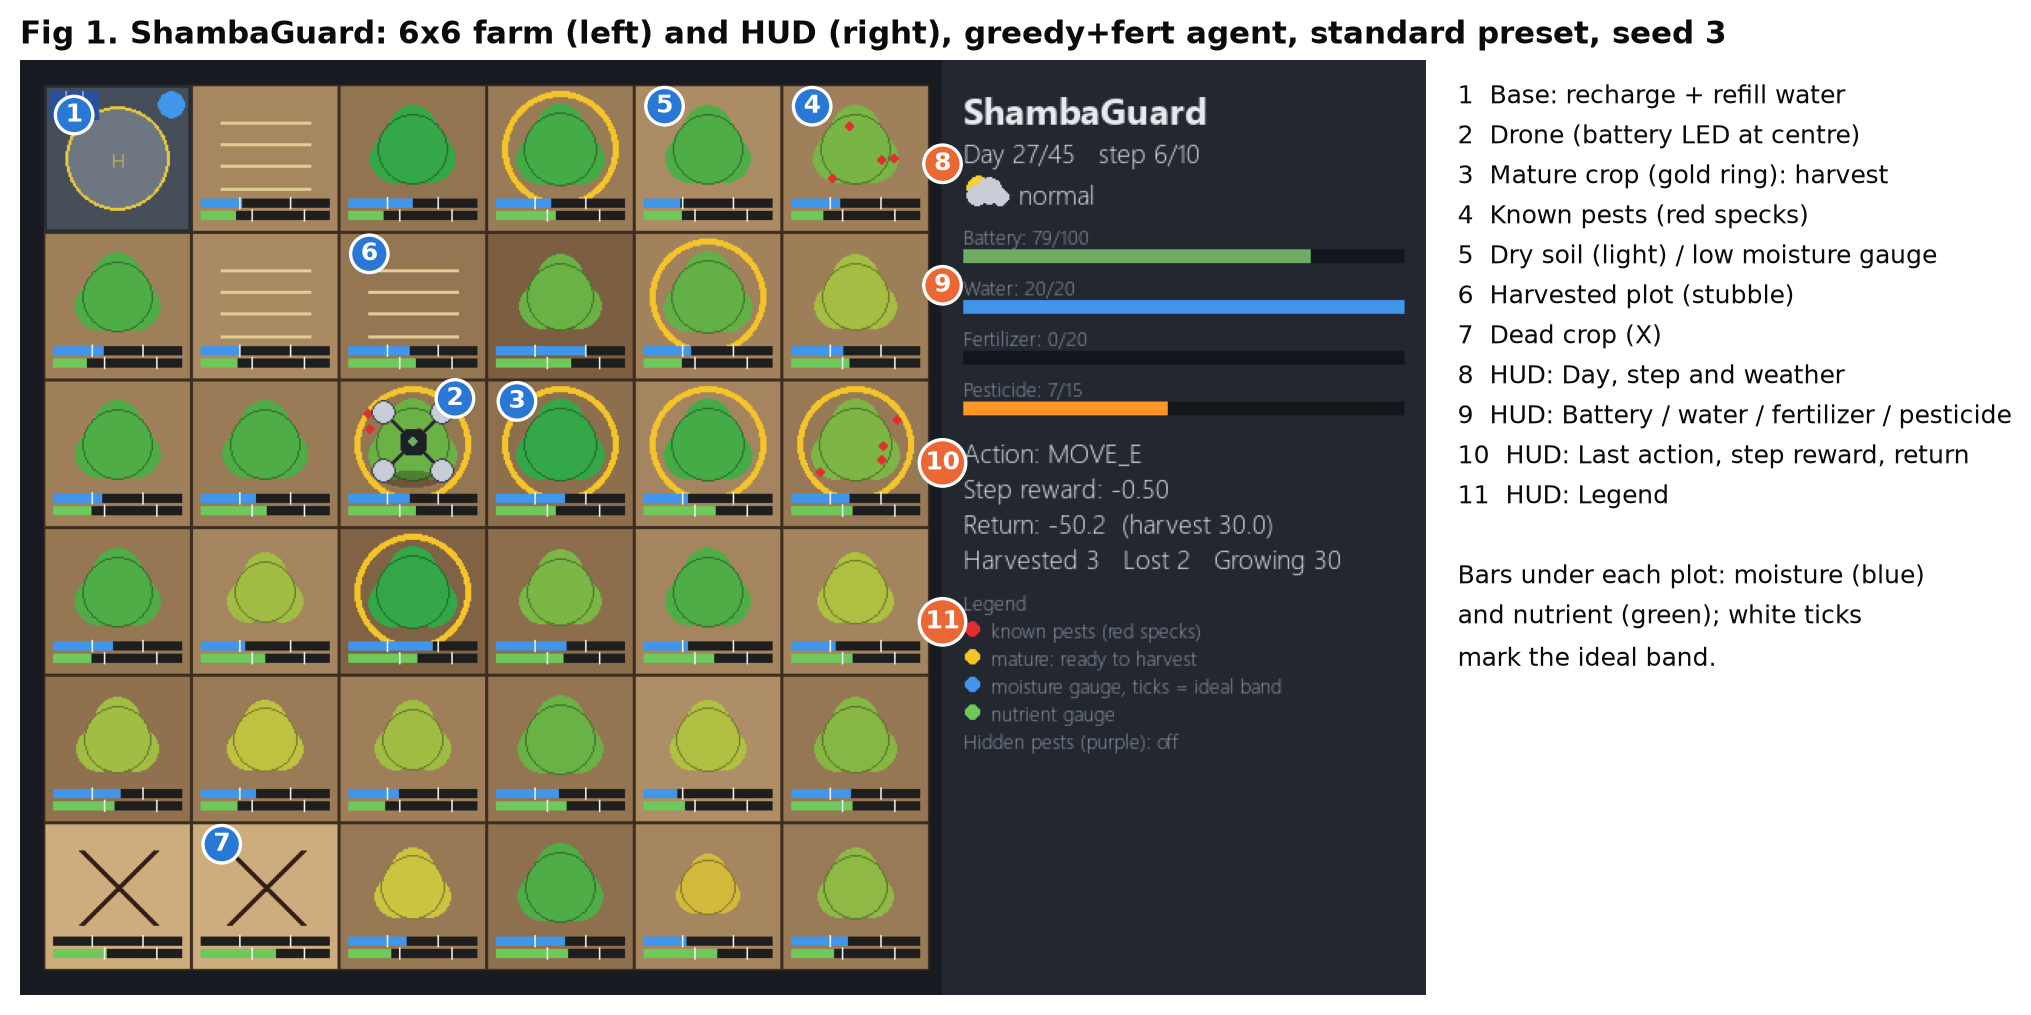 Fig 1. ShambaGuard: 6x6 farm (left) and HUD (right), greedy+fert agent, standard preset, seed 3
1
H
5
4
6
2
3
7
ShambaGuard
8
Day 27/45 step 6/10
normal
Battery: 79/100
9
Water: 20/20
Fertilizer: 0/20
Pesticide: 7/15
10
Action: MOVE_E
Step reward: -0.50
Return: -50.2 (harvest 30.0)
Harvested 3 Lost 2 Growing 30
Legend
11
known pests (red specks)
mature: ready to harvest
moisture gauge, ticks = ideal band
nutrient gauge
Hidden pests (purple): off
1 Base: recharge + refill water
2 Drone (battery LED at centre)
3 Mature crop (gold ring): harvest
4 Known pests (red specks)
5 Dry soil (light) / low moisture gauge
6 Harvested plot (stubble)
7 Dead crop (X)
8 HUD: Day, step and weather
9 HUD: Battery / water / fertilizer / pesticide
10 HUD: Last action, step reward, return
11 HUD: Legend
Bars under each plot: moisture (blue)
and nutrient (green); white ticks
mark the ideal band.